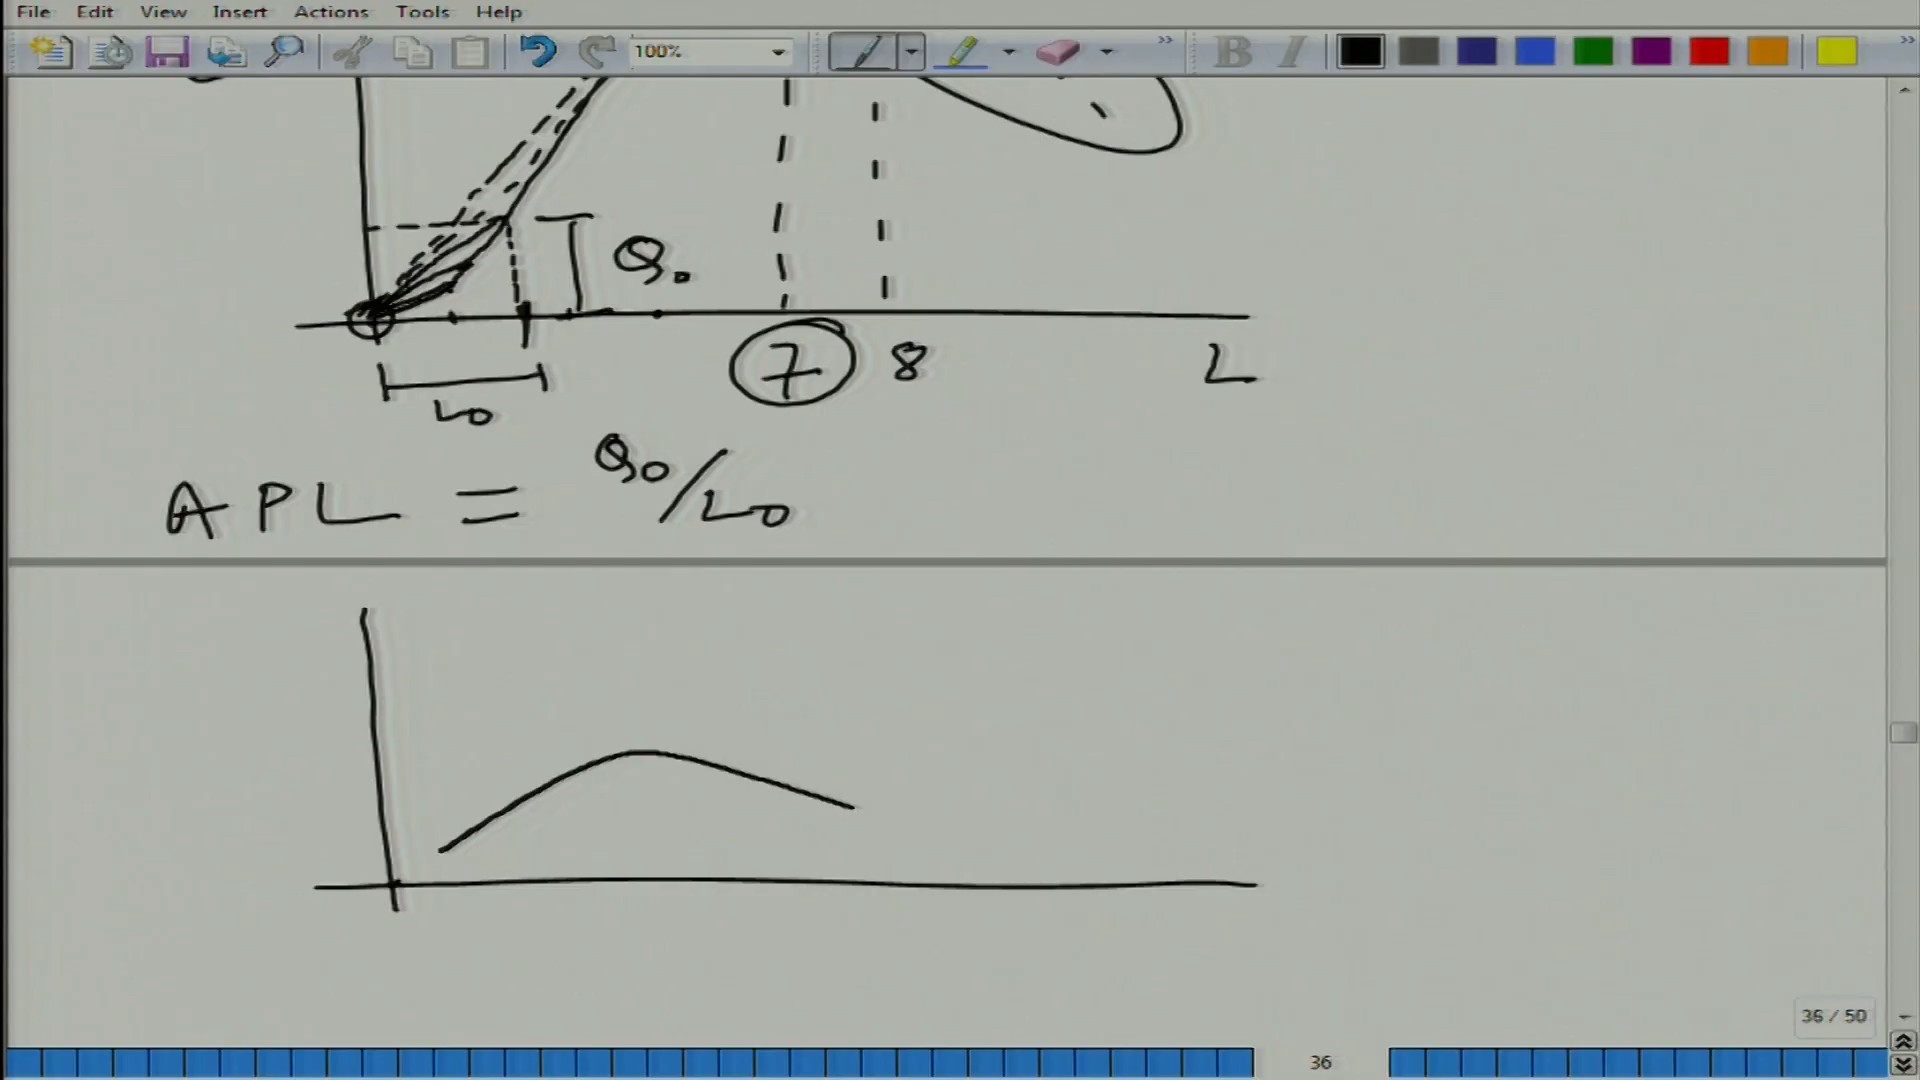 File Edit View Insert Actions Tools Help
100% B I
Q0
7 8 L
L0
APL = Q0/L0
36 / 50
36